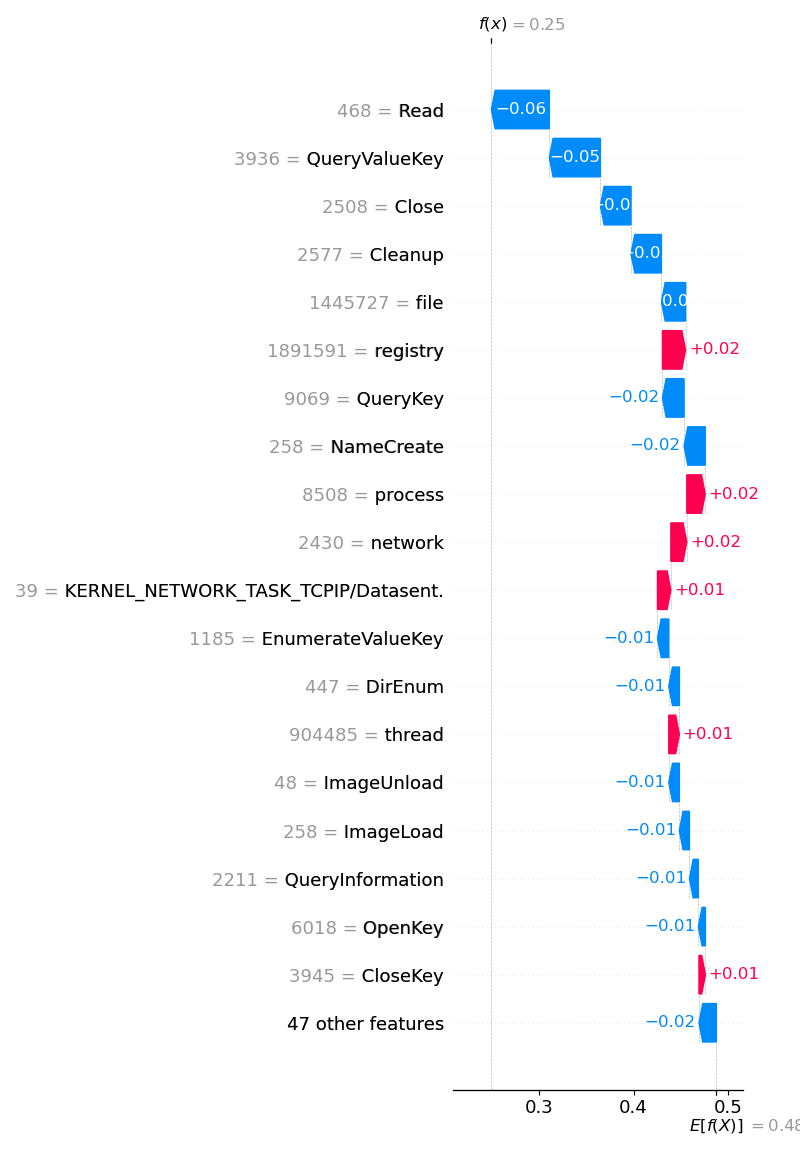 f(x) = 0.25
468 = Read
−0.06
3936 = QueryValueKey
−0.05
2508 = Close
−0.0
2577 = Cleanup
−0.0
1445727 = file
0.0
1891591 = registry
+0.02
9069 = QueryKey
−0.02
258 = NameCreate
−0.02
8508 = process
+0.02
2430 = network
+0.02
39 = KERNEL_NETWORK_TASK_TCPIP/Datasent.
+0.01
1185 = EnumerateValueKey
−0.01
447 = DirEnum
−0.01
904485 = thread
+0.01
48 = ImageUnload
−0.01
258 = ImageLoad
−0.01
2211 = QueryInformation
−0.01
6018 = OpenKey
−0.01
3945 = CloseKey
+0.01
47 other features
−0.02
0.3 0.4 0.5
E[f(X)] = 0.48